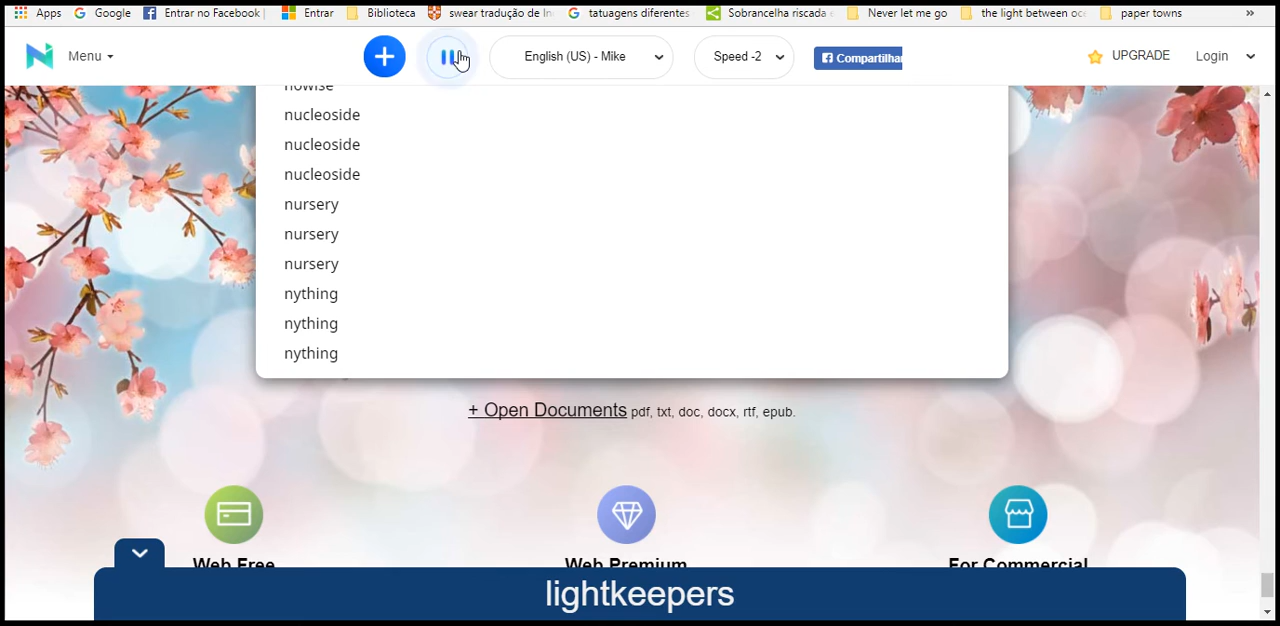 Apps Google Entrar no Facebook Entrar Biblioteca swear tradução de In tatuagens diferentes Sobrancelha riscada Never let me go the light between oce paper towns »
Menu English (US) - Mike Speed -2 Compartilhar UPGRADE Login
nowise
nucleoside
nucleoside
nucleoside
nursery
nursery
nursery
nything
nything
nything
+ Open Documents pdf, txt, doc, docx, rtf, epub.
Web Free Web Premium For Commercial
lightkeepers